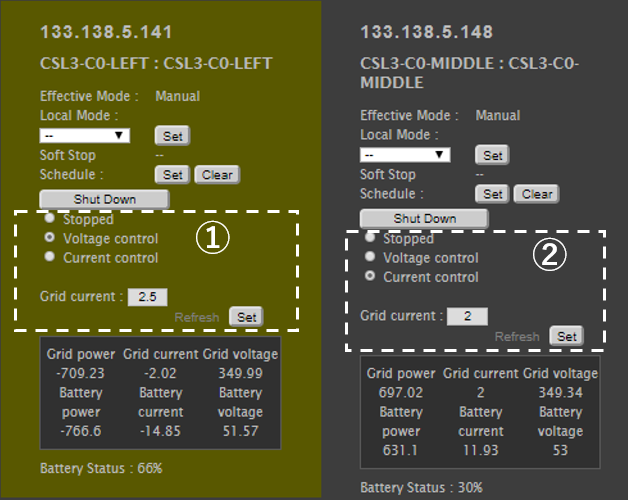 133.138.5.141
CSL3-C0-LEFT : CSL3-C0-LEFT
Effective Mode : Manual
Local Mode :
-- Set
Soft Stop --
Schedule : Set Clear
Shut Down
Stopped
Voltage control
Current control
①
Grid current : 2.5
Refresh Set
Grid power Grid current Grid voltage
-709.23 -2.02 349.99
Battery Battery Battery
power current voltage
-766.6 -14.85 51.57
Battery Status : 66%
133.138.5.148
CSL3-C0-MIDDLE : CSL3-C0-
MIDDLE
Effective Mode : Manual
Local Mode :
-- Set
Soft Stop --
Schedule : Set Clear
Shut Down
Stopped
Voltage control
Current control
②
Grid current : 2
Refresh Set
Grid power Grid current Grid voltage
697.02 2 349.34
Battery Battery Battery
power current voltage
631.1 11.93 53
Battery Status : 30%